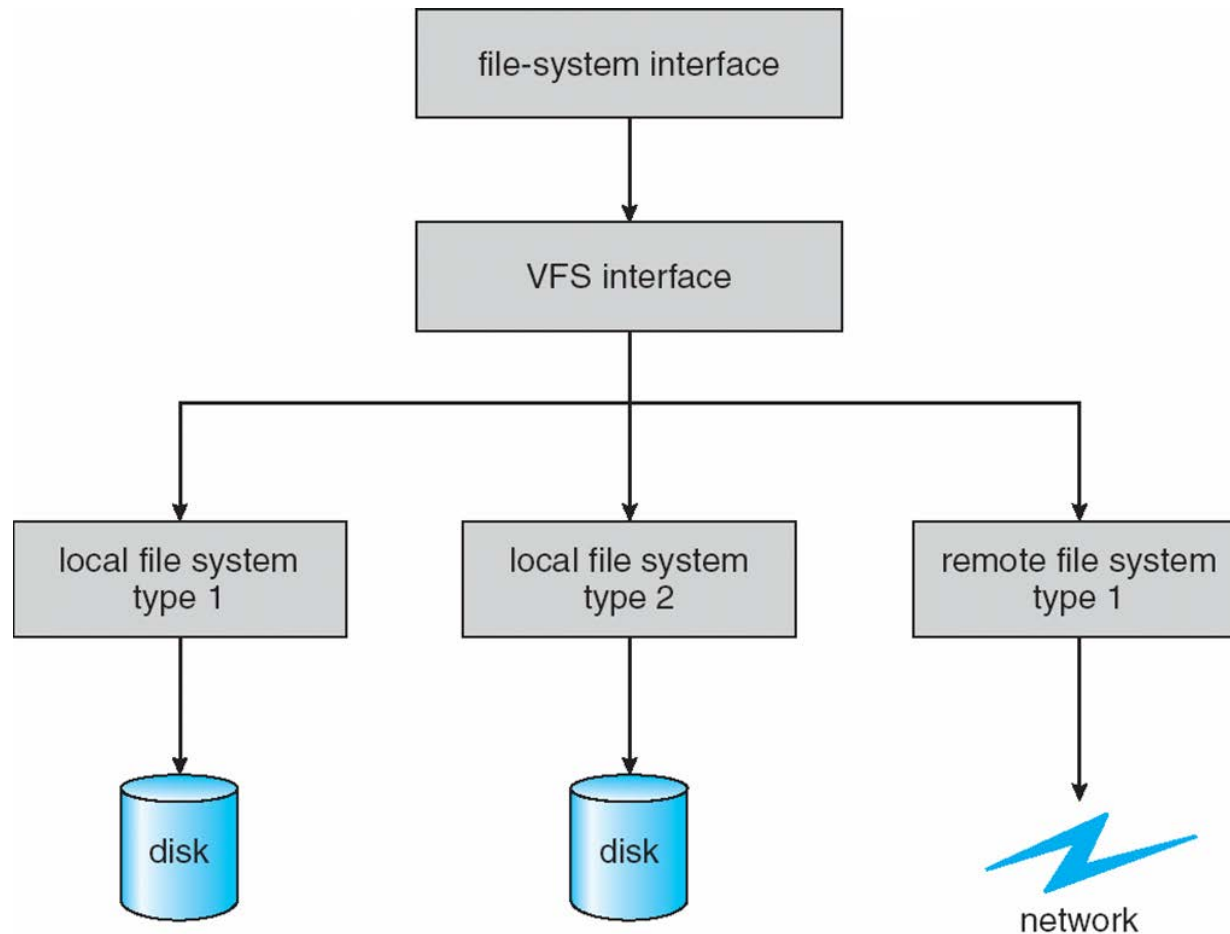 file-system interface
VFS interface
local file system
type 1
local file system
type 2
remote file system
type 1
disk
disk
network